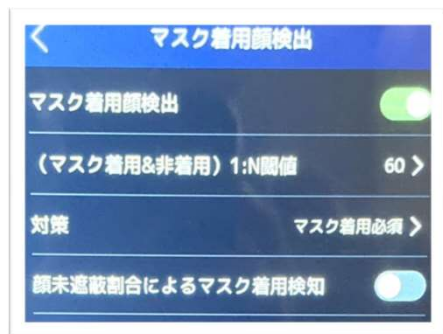 マスク着用顔検出
マスク着用顔検出
（マスク着用&非着用）1:N閾値 60
対策 マスク着用必須
顔未遮蔽割合によるマスク着用検知